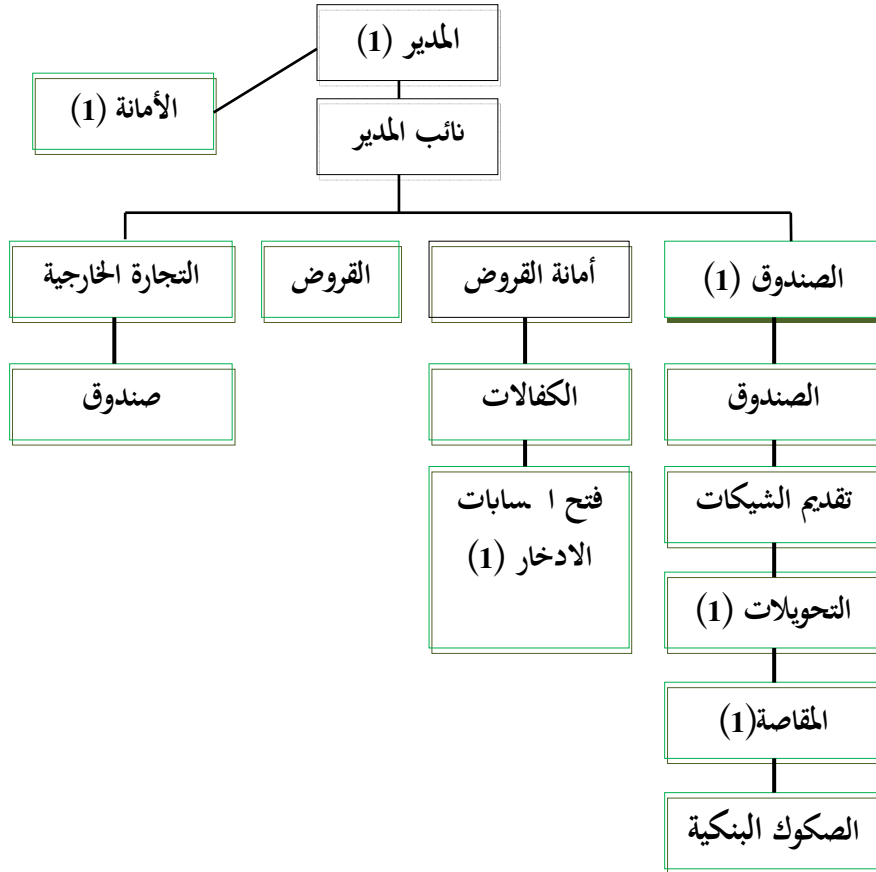 المدير (1)
الأمانة (1)
نائب المدير
الصندوق (1)
أمانة القروض
القروض
التجارة الخارجية
الصندوق
الكفالات
صندوق
تقديم الشيكات
فتح ا سابات
الادخار (1)
التحويلات (1)
المقاصة(1)
الصكوك البنكية